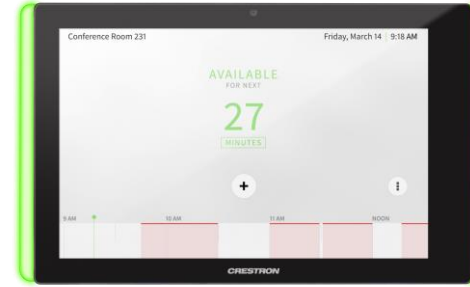 Conference Room 231
Friday, March 14 9:18 AM
AVAILABLE
FOR NEXT
27
MINUTES
9 AM
10 AM
11 AM
NOON
CRESTRON